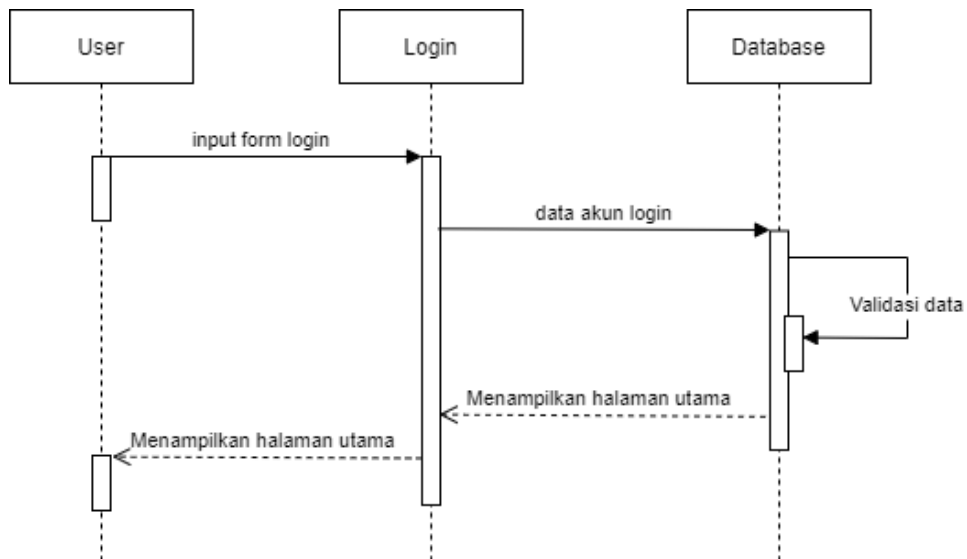 User
Login
Database
input form login
data akun login
Validasi data
Menampilkan halaman utama
Menampilkan halaman utama